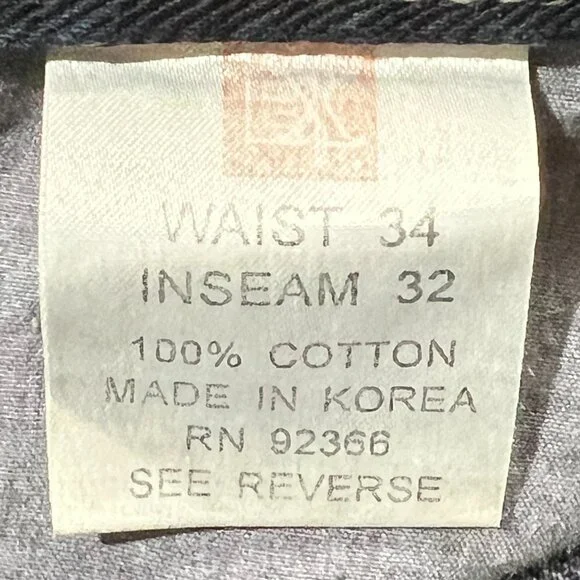 WAIST 34
INSEAM 32
100% COTTON
MADE IN KOREA
RN 92366
SEE REVERSE